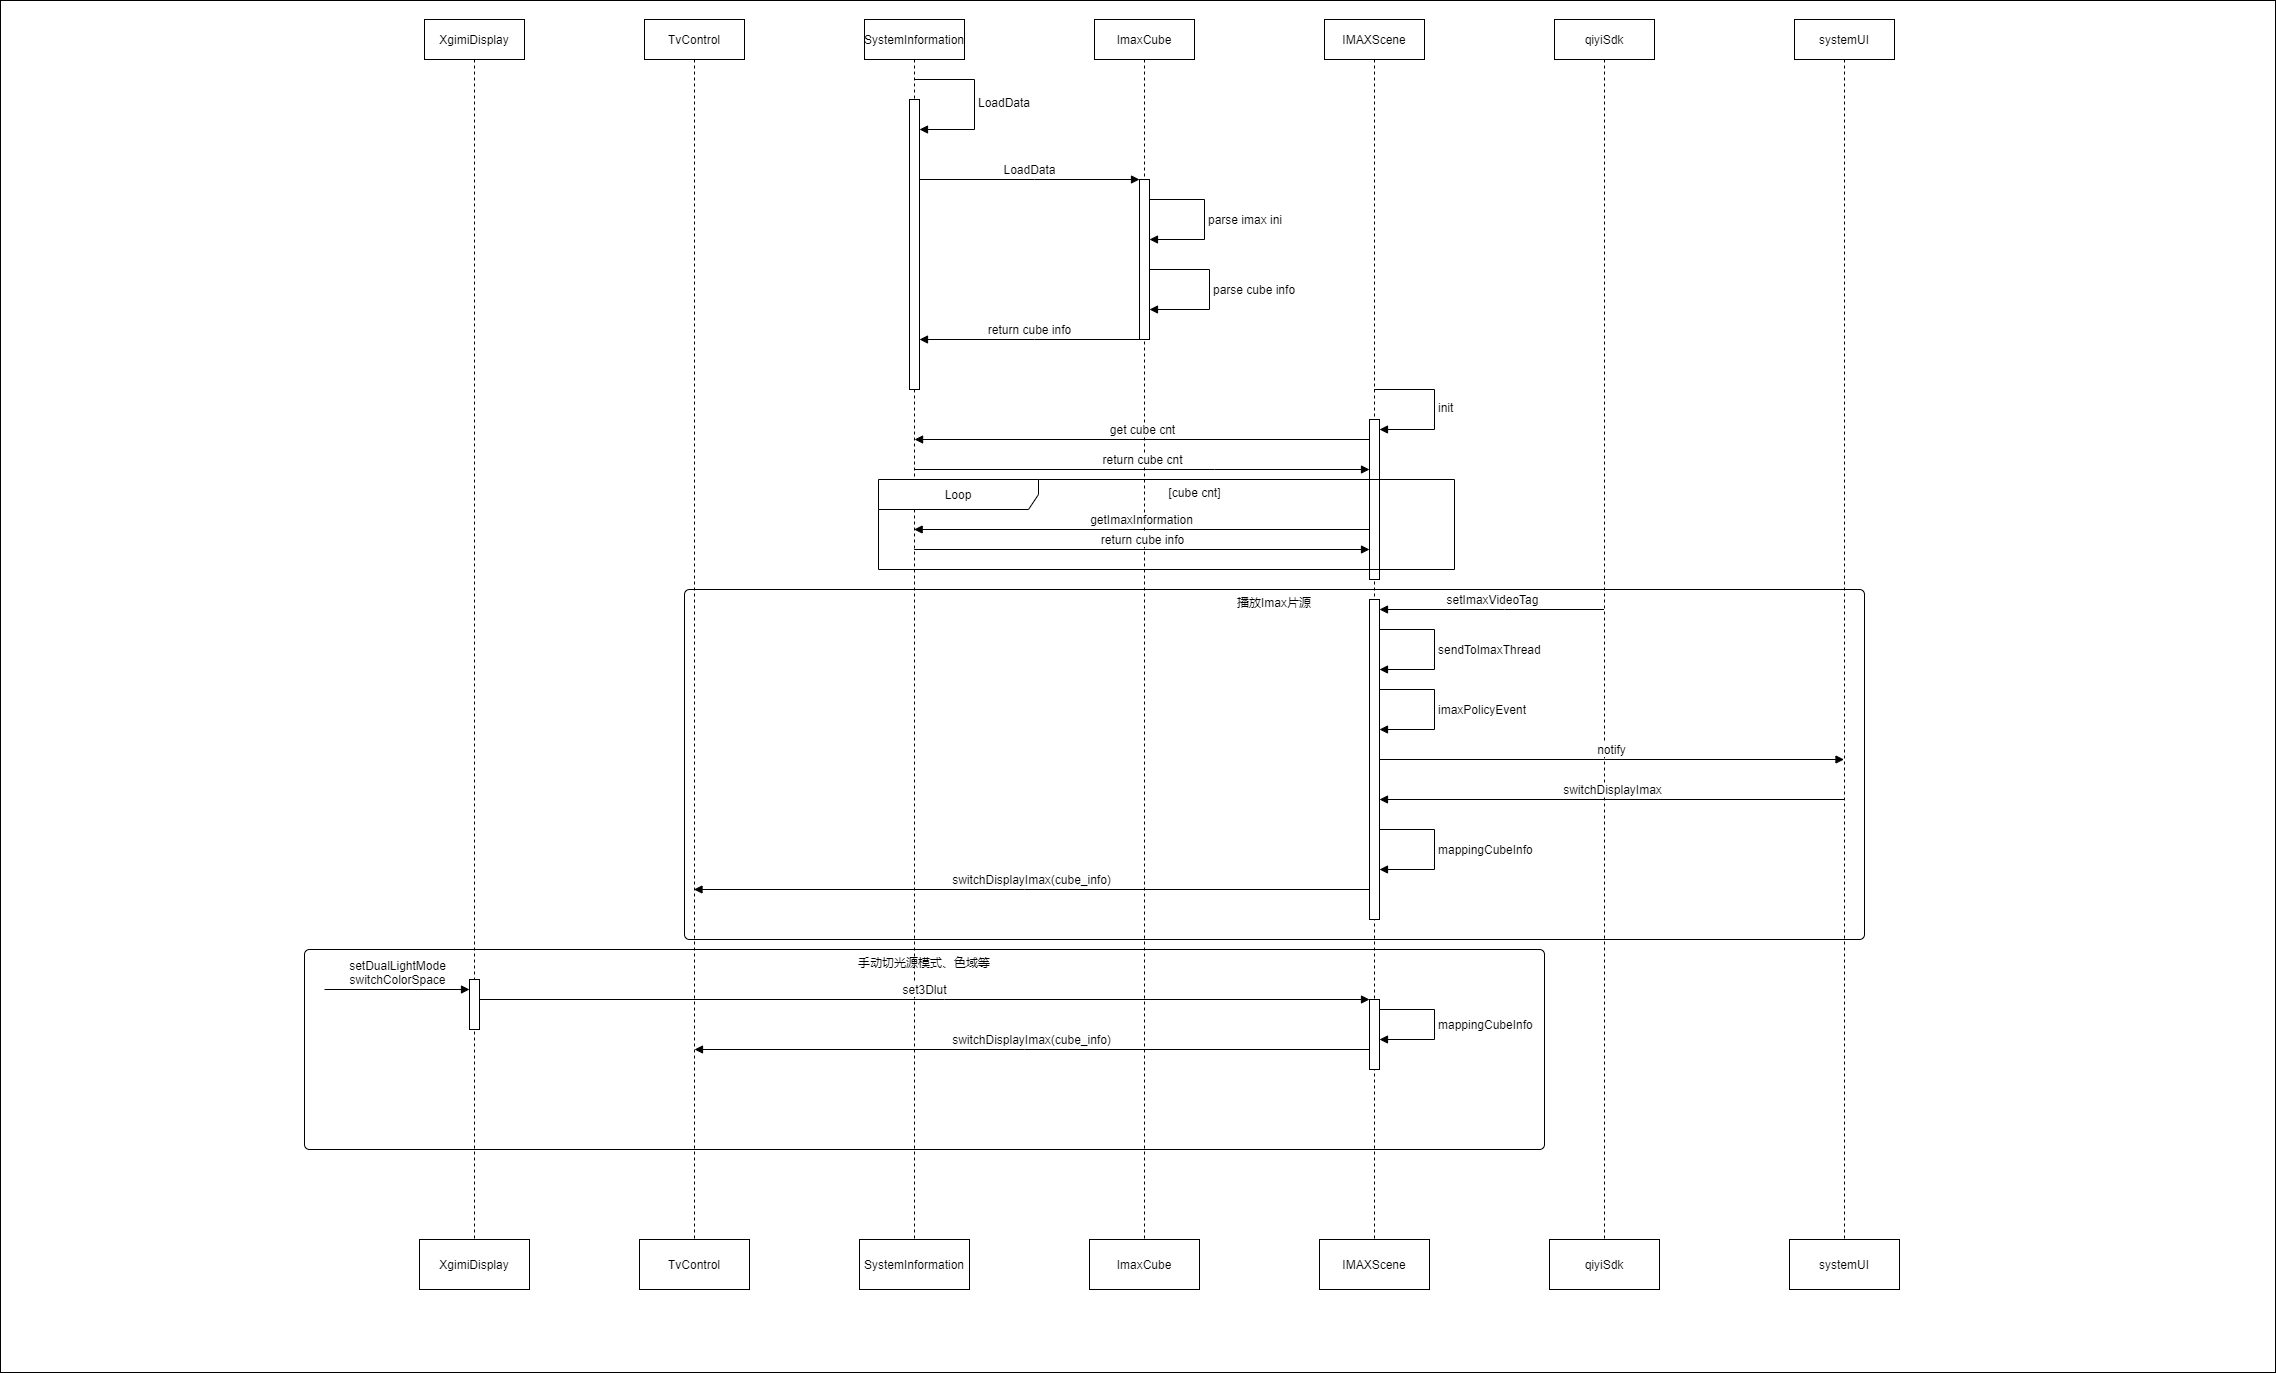 XgimiDisplay
TvControl
SystemInformation
ImaxCube
IMAXScene
qiyiSdk
systemUI
LoadData
LoadData
parse imax ini
parse cube info
return cube info
init
get cube cnt
return cube cnt
Loop
[cube cnt]
getImaxInformation
return cube info
播放Imax片源
setImaxVideoTag
sendToImaxThread
imaxPolicyEvent
notify
switchDisplayImax
mappingCubeInfo
switchDisplayImax(cube_info)
手动切光源模式、色域等
setDualLightMode
switchColorSpace
set3Dlut
mappingCubeInfo
switchDisplayImax(cube_info)
XgimiDisplay
TvControl
SystemInformation
ImaxCube
IMAXScene
qiyiSdk
systemUI